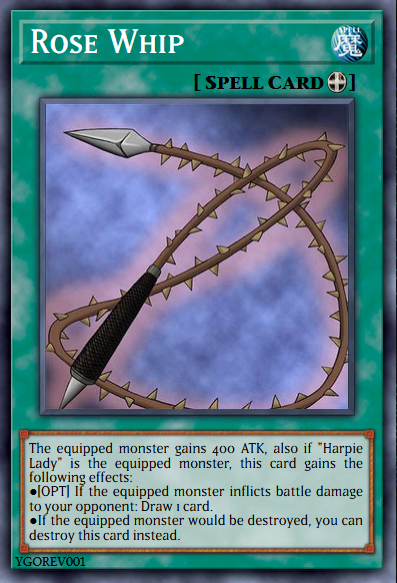 Rose Whip
SPELL
魔
[ Spell Card ]
The equipped monster gains 400 ATK, also if "Harpie
Lady" is the equipped monster, this card gains the
following effects:
●[OPT] If the equipped monster inflicts battle damage
to your opponent: Draw 1 card.
●If the equipped monster would be destroyed, you can
destroy this card instead.
YGOREV001